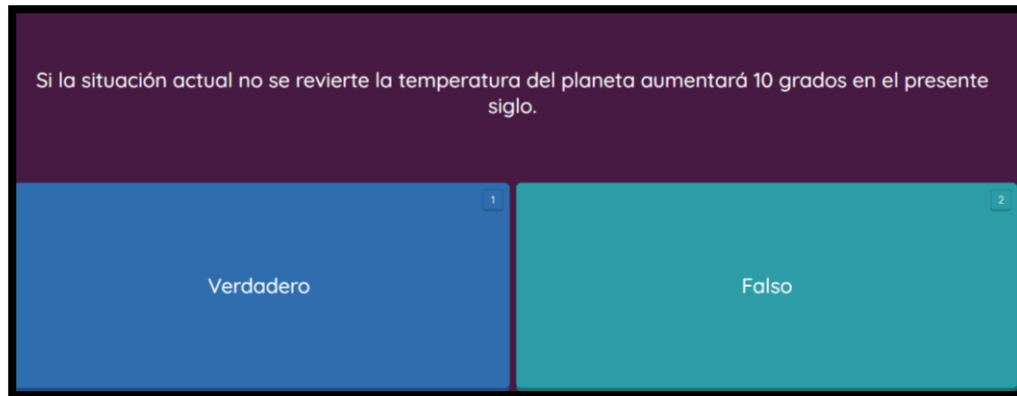 Si la situación actual no se revierte la temperatura del planeta aumentará 10 grados en el presente
siglo.
1
2
Verdadero
Falso